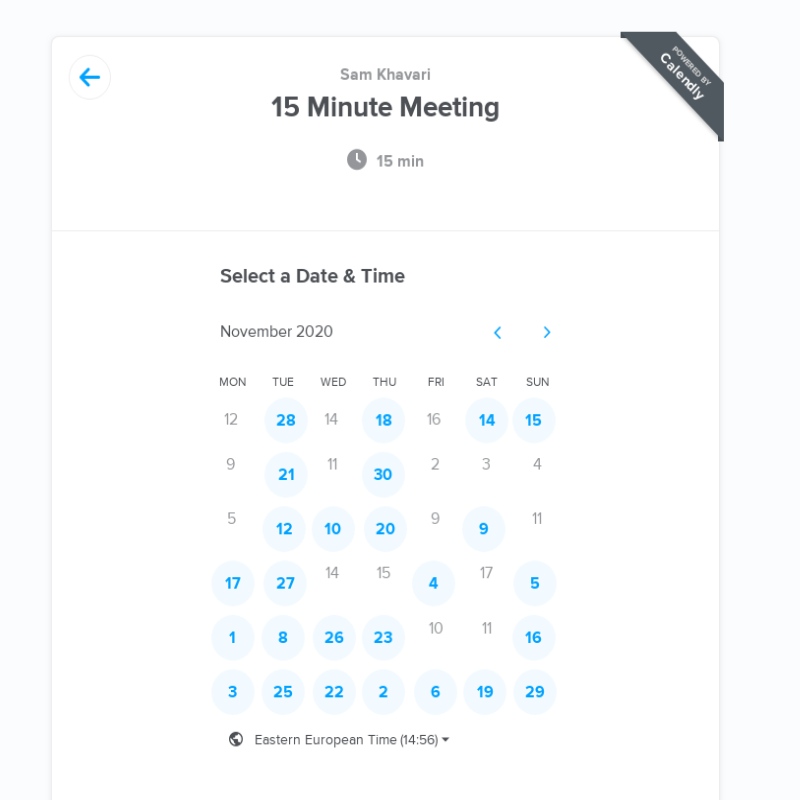 POWERED BY
Calendly
Sam Khavari
15 Minute Meeting
15 min
Select a Date & Time
November 2020
MON TUE WED THU FRI SAT SUN
12 28 14 18 16 14 15
9 21 11 30 2 3 4
5 12 10 20 9 9 11
17 27 14 15 4 17 5
1 8 26 23 10 11 16
3 25 22 2 6 19 29
Eastern European Time (14:56)